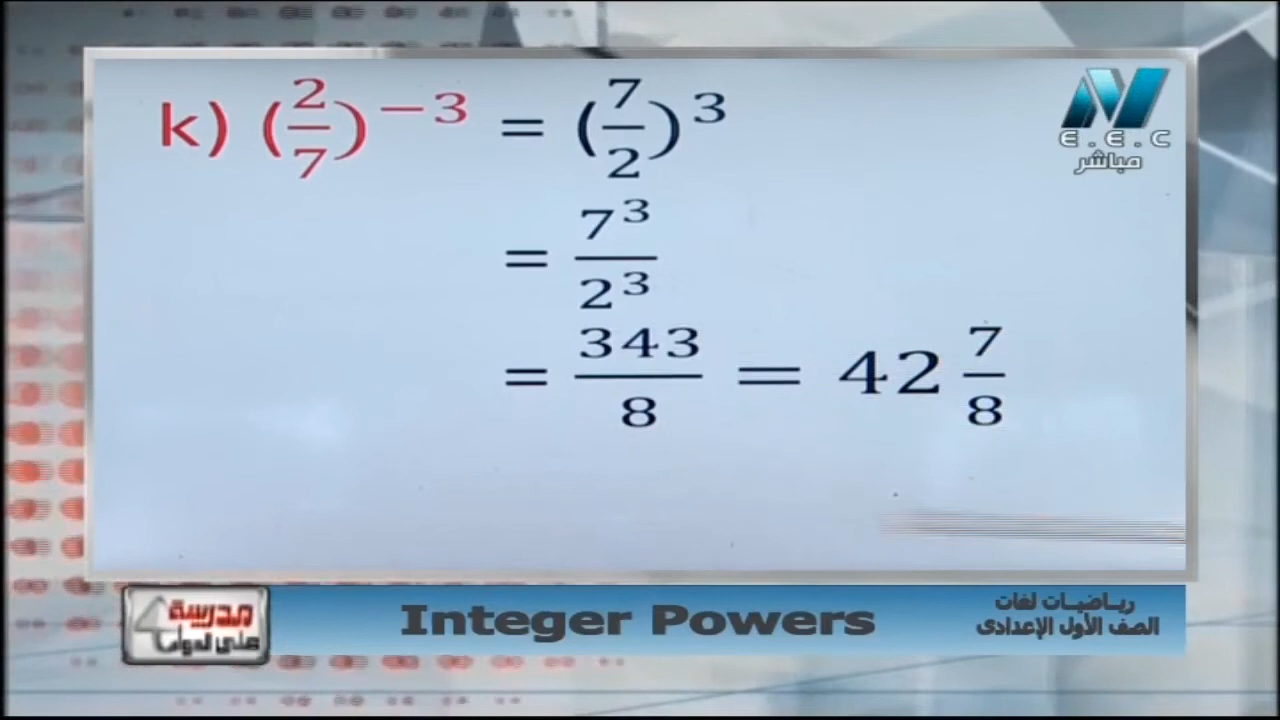 k) (2/7)^−3 = (7/2)^3
= 7^3/2^3
= 343/8 = 42 7/8
E.E.C
مباشر
مدرسة
على الهواء 4
Integer Powers
رياضيات لغات
الصف الأول الإعدادى